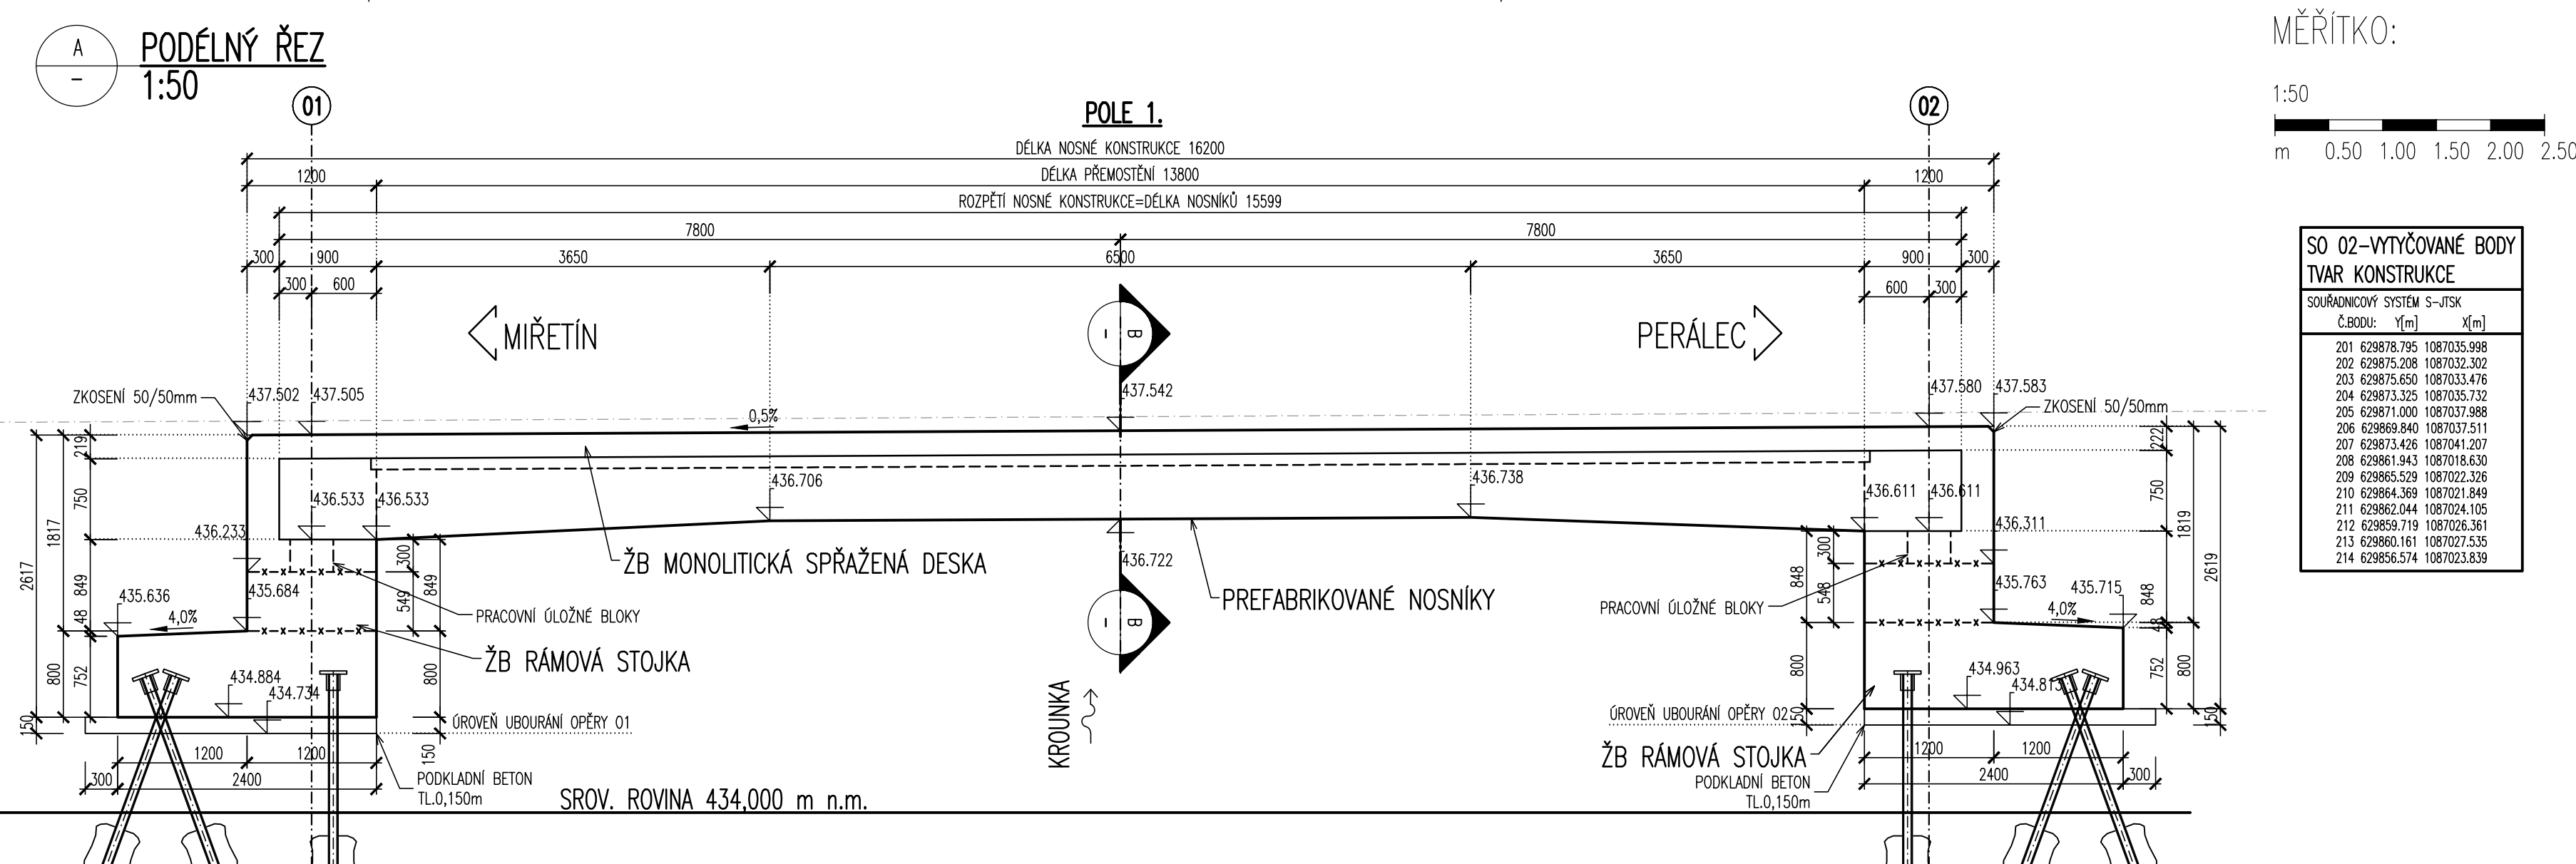 A
–
PODÉLNÝ ŘEZ
1:50
01
POLE 1.
02
DÉLKA NOSNÉ KONSTRUKCE 16200
1200
DÉLKA PŘEMOSTĚNÍ 13800
1200
ROZPĚTÍ NOSNÉ KONSTRUKCE=DÉLKA NOSNÍKŮ 15599
7800
7800
300
900
3650
6500
3650
900
300
300
600
600
300
MIŘETÍN
B
–
PERÁLEC
ZKOSENÍ 50/50mm
437.502
437.505
0,5%
437.542
437.580
437.583
ZKOSENÍ 50/50mm
436.533
436.533
436.706
436.738
436.611
436.611
436.233
436.311
219
750
1817
849
2617
48
800
752
150
435.636
4,0%
435.684
300
549
849
800
150
ŽB MONOLITICKÁ SPŘAŽENÁ DESKA
PRACOVNÍ ÚLOŽNÉ BLOKY
ŽB RÁMOVÁ STOJKA
436.722
B
–
PREFABRIKOVANÉ NOSNÍKY
PRACOVNÍ ÚLOŽNÉ BLOKY
848
300
548
800
150
435.763
435.715
4,0%
222
750
1819
848
2619
48
752
800
150
434.884
434.734
ÚROVEŇ UBOURÁNÍ OPĚRY 01
KROUNKA
ÚROVEŇ UBOURÁNÍ OPĚRY 02
434.963
434.813
ŽB RÁMOVÁ STOJKA
1200
1200
300
2400
PODKLADNÍ BETON
TL.0,150m
SROV. ROVINA 434,000 m n.m.
PODKLADNÍ BETON
TL.0,150m
1200
1200
2400
300
MĚŘÍTKO:
1:50
m 0.50 1.00 1.50 2.00 2.50
SO 02–VYTYČOVANÉ BODY
TVAR KONSTRUKCE
SOUŘADNICOVÝ SYSTÉM S–JTSK
Č.BODU: Y[m] X[m]
201 629878.795 1087035.998
202 629875.208 1087032.302
203 629875.650 1087033.476
204 629873.325 1087035.732
205 629871.000 1087037.988
206 629869.840 1087037.511
207 629873.426 1087041.207
208 629861.943 1087018.630
209 629865.529 1087022.326
210 629864.369 1087021.849
211 629862.044 1087024.105
212 629859.719 1087026.361
213 629860.161 1087027.535
214 629856.574 1087023.839